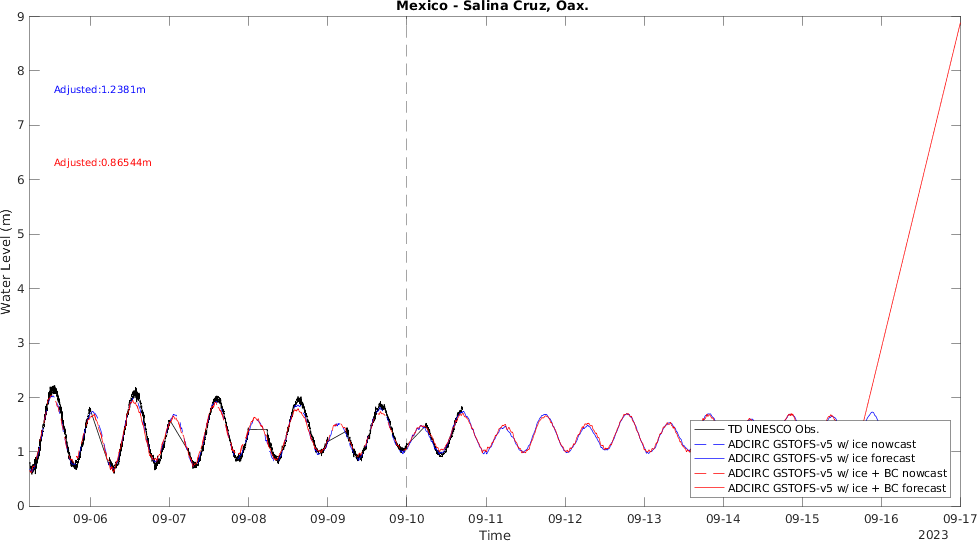 Mexico - Salina Cruz, Oax.
9
8
7
6
5
4
3
2
1
0
Water Level (m)
Adjusted:1.2381m
Adjusted:0.86544m
TD UNESCO Obs.
ADCIRC GSTOFS-v5 w/ ice nowcast
ADCIRC GSTOFS-v5 w/ ice forecast
ADCIRC GSTOFS-v5 w/ ice + BC nowcast
ADCIRC GSTOFS-v5 w/ ice + BC forecast
09-06 09-07 09-08 09-09 09-10 09-11 09-12 09-13 09-14 09-15 09-16 09-17
Time
2023